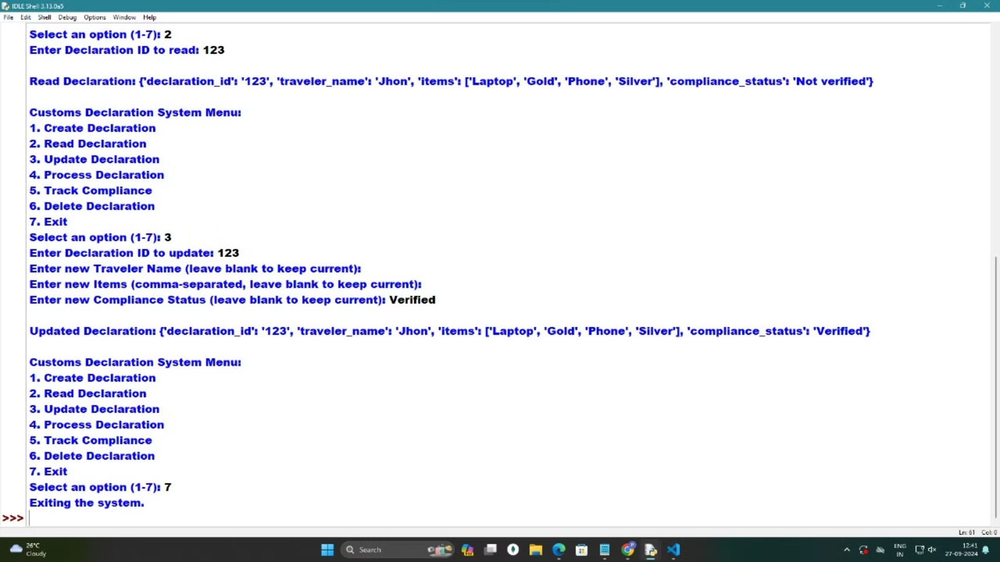 IDLE Shell 3.13.0a5
File Edit Shell Debug Options Window Help
Select an option (1-7): 2
Enter Declaration ID to read: 123
Read Declaration: {'declaration_id': '123', 'traveler_name': 'Jhon', 'items': ['Laptop', 'Gold', 'Phone', 'Silver'], 'compliance_status': 'Not verified'}
Customs Declaration System Menu:
1. Create Declaration
2. Read Declaration
3. Update Declaration
4. Process Declaration
5. Track Compliance
6. Delete Declaration
7. Exit
Select an option (1-7): 3
Enter Declaration ID to update: 123
Enter new Traveler Name (leave blank to keep current):
Enter new Items (comma-separated, leave blank to keep current):
Enter new Compliance Status (leave blank to keep current): Verified
Updated Declaration: {'declaration_id': '123', 'traveler_name': 'Jhon', 'items': ['Laptop', 'Gold', 'Phone', 'Silver'], 'compliance_status': 'Verified'}
Customs Declaration System Menu:
1. Create Declaration
2. Read Declaration
3. Update Declaration
4. Process Declaration
5. Track Compliance
6. Delete Declaration
7. Exit
Select an option (1-7): 7
Exiting the system.
>>>
Ln: 61 Col: 0
26°C
Cloudy
Search
ENG
IN
12:41
27-09-2024